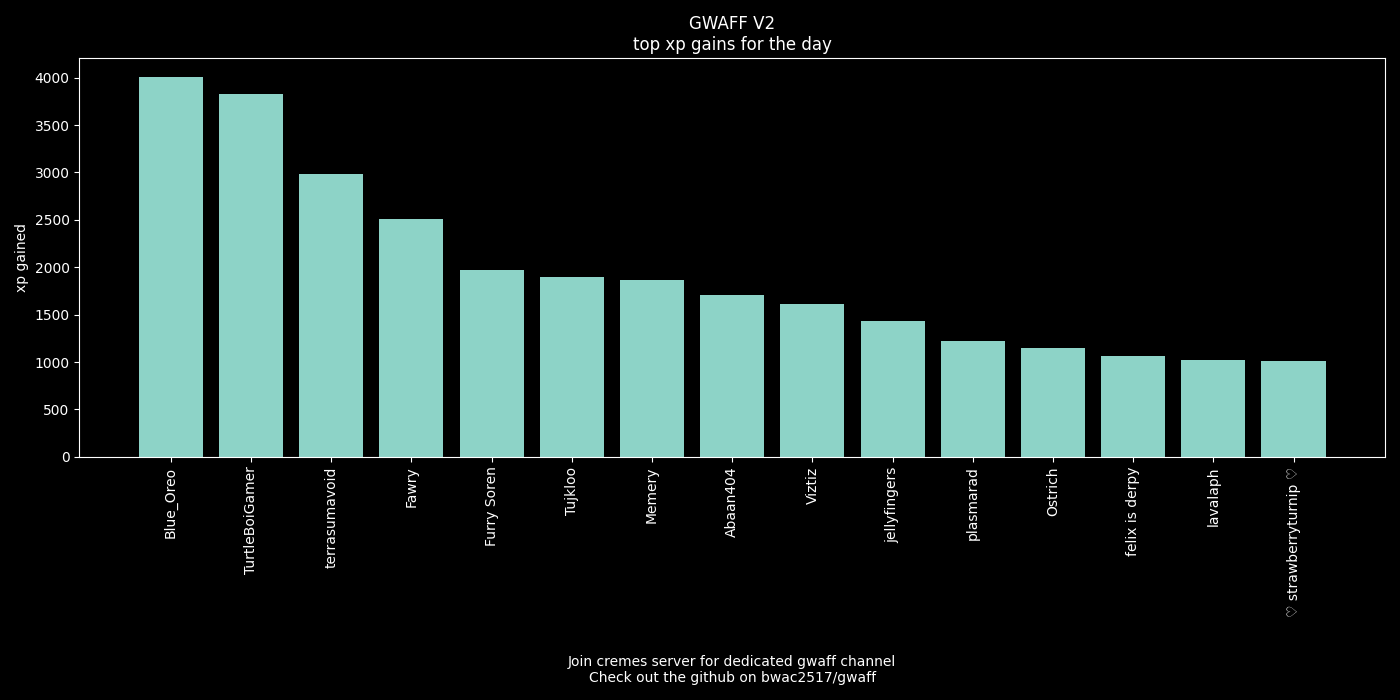 GWAFF V2
top xp gains for the day
xp gained
4000
3500
3000
2500
2000
1500
1000
500
0
Blue_Oreo
TurtleBoiGamer
terrasumavoid
Fawry
Furry Soren
Tujkloo
Memery
Abaan404
Viztiz
jellyfingers
plasmarad
Ostrich
felix is derpy
lavalaph
♡ strawberryturnip ♡
Join cremes server for dedicated gwaff channel
Check out the github on bwac2517/gwaff